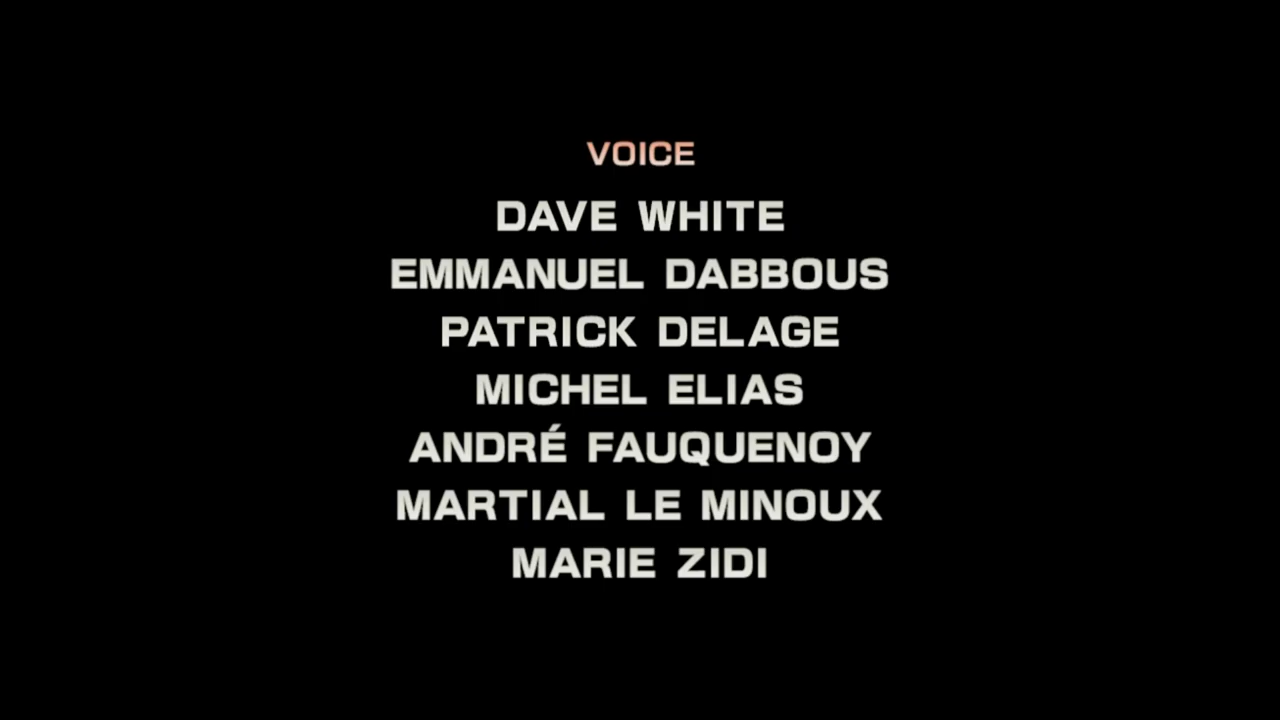 VOICE
DAVE WHITE
EMMANUEL DABBOUS
PATRICK DELAGE
MICHEL ELIAS
ANDRÉ FAUQUENOY
MARTIAL LE MINOUX
MARIE ZIDI